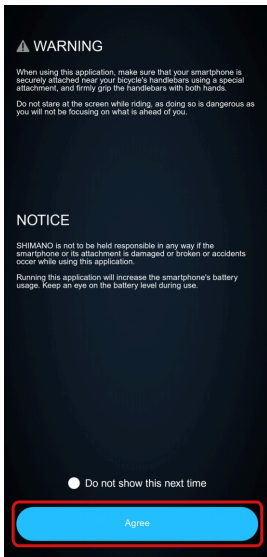 WARNING
When using this application, make sure that your smartphone is
securely attached near your bicycle's handlebars using a special
attachment, and firmly grip the handlebars with both hands.
Do not stare at the screen while riding, as doing so is dangerous as
you will not be focusing on what is ahead of you.
NOTICE
SHIMANO is not to be held responsible in any way if the
smartphone or its attachment is damaged or broken or accidents
occur while using this application.
Running this application will increase the smartphone's battery
usage. Keep an eye on the battery level during use.
Do not show this next time
Agree